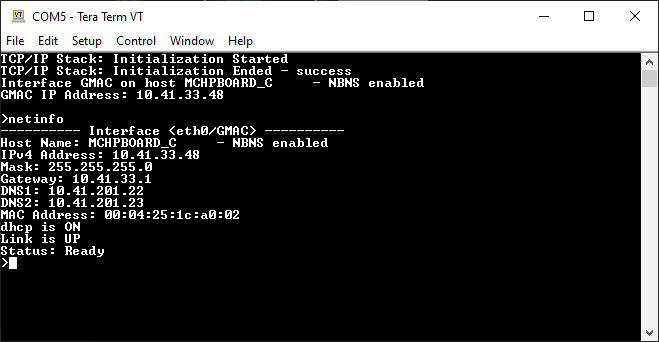 COM5 - Tera Term VT
File Edit Setup Control Window Help
TCP/IP Stack: Initialization Started
TCP/IP Stack: Initialization Ended - success
Interface GMAC on host MCHPBOARD_C     - NBNS enabled
GMAC IP Address: 10.41.33.48
>netinfo
---------- Interface <eth0/GMAC> ----------
Host Name: MCHPBOARD_C     - NBNS enabled
IPv4 Address: 10.41.33.48
Mask: 255.255.255.0
Gateway: 10.41.33.1
DNS1: 10.41.201.22
DNS2: 10.41.201.23
MAC Address: 00:04:25:1c:a0:02
dhcp is ON
Link is UP
Status: Ready
>